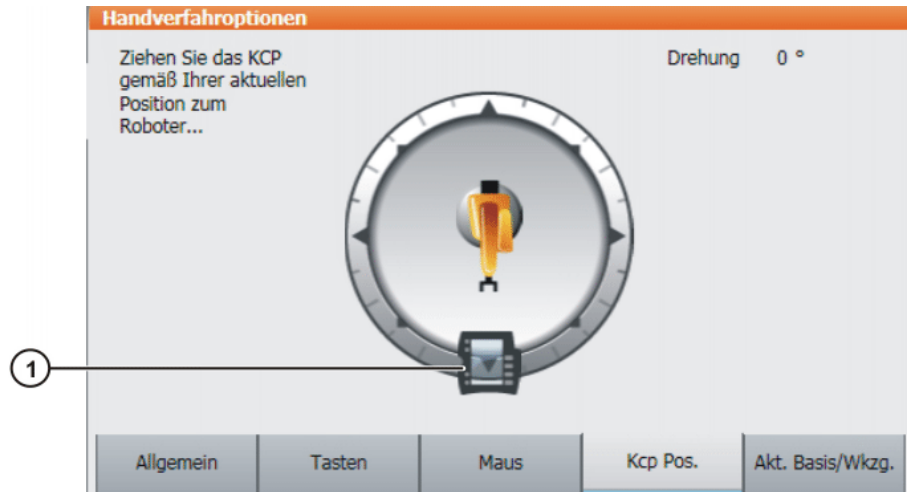 Handverfahroptionen
Ziehen Sie das KCP
gemäß Ihrer aktuellen
Position zum
Roboter...
Drehung 0 °
1
Allgemein Tasten Maus Kcp Pos. Akt. Basis/Wkzg.